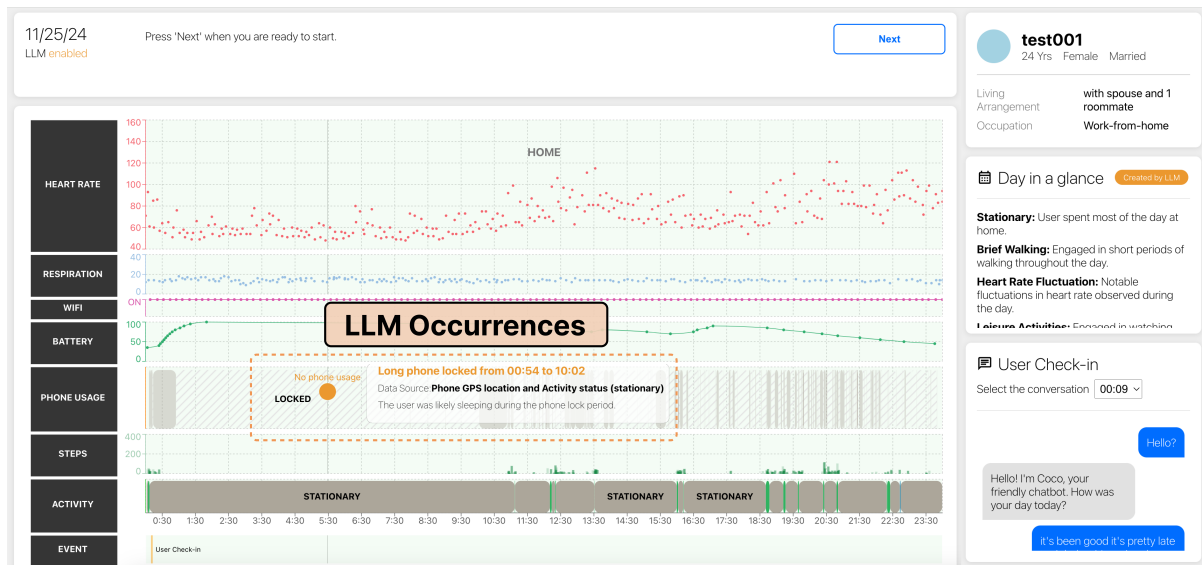 11/25/24
LLM enabled
Press 'Next' when you are ready to start.
Next
HEART RATE
160
140
120
100
80
60
40
HOME
RESPIRATION
40
20
0
WIFI
ON
BATTERY
100
50
0
LLM Occurrences
PHONE USAGE
No phone usage
LOCKED
Long phone locked from 00:54 to 10:02
Data Source: Phone GPS location and Activity status (stationary)
The user was likely sleeping during the phone lock period.
STEPS
400
200
0
ACTIVITY
STATIONARY STATIONARY STATIONARY
0:30 1:30 2:30 3:30 4:30 5:30 6:30 7:30 8:30 9:30 10:30 11:30 12:30 13:30 14:30 15:30 16:30 17:30 18:30 19:30 20:30 21:30 22:30 23:30
EVENT
User Check-in
test001
24 Yrs Female Married
Living Arrangement
with spouse and 1 roommate
Occupation
Work-from-home
Day in a glance
Created by LLM
Stationary: User spent most of the day at
home.
Brief Walking: Engaged in short periods of
walking throughout the day.
Heart Rate Fluctuation: Notable
fluctuations in heart rate observed during
the day.
Leisure Activities: Engaged in watching
User Check-in
Select the conversation 00:09
Hello?
Hello! I'm Coco, your
friendly chatbot. How was
your day today?
it's been good it's pretty late